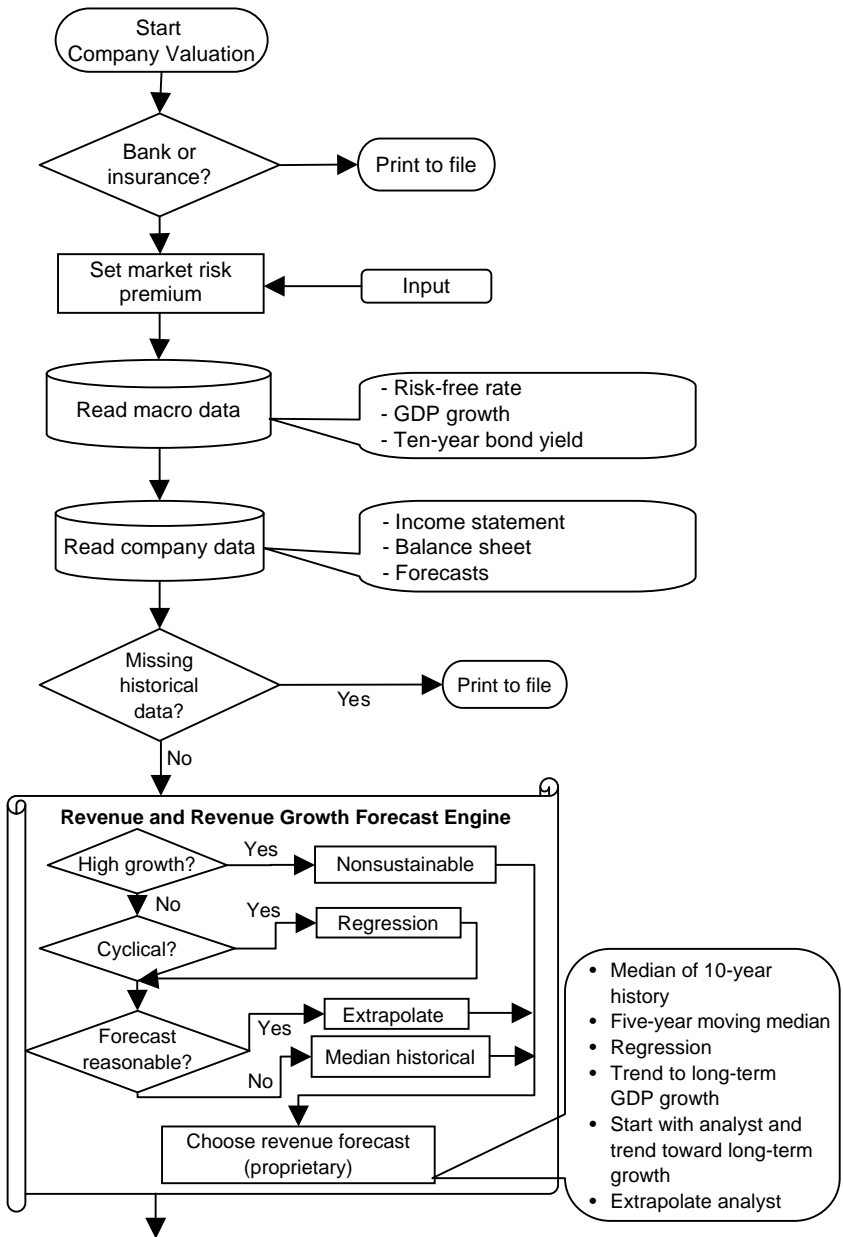 Start
Company Valuation
Bank or
insurance?
Print to file
Set market risk
premium
Input
Read macro data
- Risk-free rate
- GDP growth
- Ten-year bond yield
Read company data
- Income statement
- Balance sheet
- Forecasts
Missing
historical
data?
Yes
Print to file
No
Revenue and Revenue Growth Forecast Engine
High growth?
Yes
Nonsustainable
No
Cyclical?
Yes
Regression
Forecast
reasonable?
Yes
Extrapolate
No
Median historical
Choose revenue forecast
(proprietary)
• Median of 10-year
history
• Five-year moving median
• Regression
• Trend to long-term
GDP growth
• Start with analyst and
trend toward long-term
growth
• Extrapolate analyst